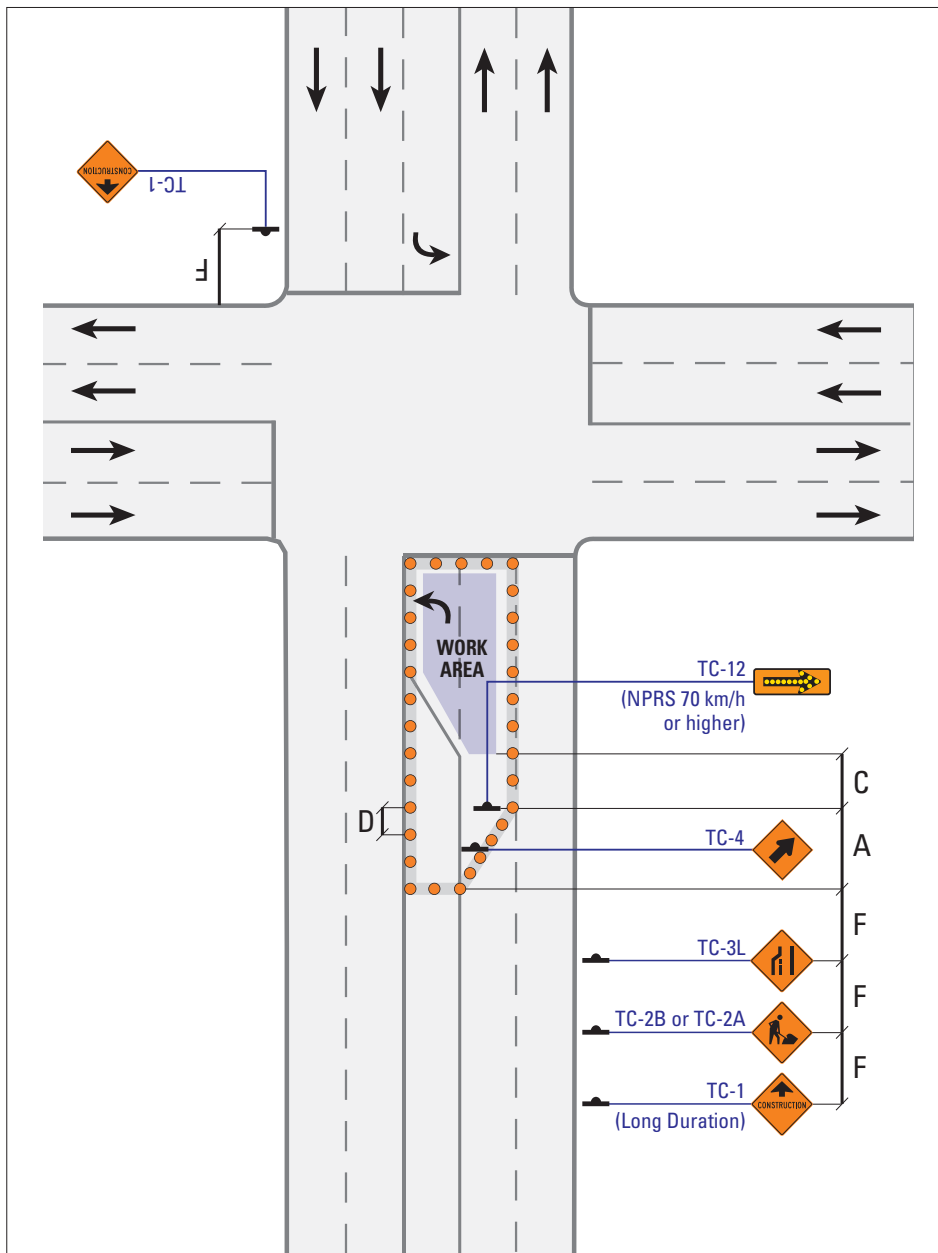 CONSTRUCTION
TC-1
F
WORK
AREA
TC-12
(NPRS 70 km/h
or higher)
C
D
TC-4
A
F
TC-3L
F
TC-2B or TC-2A
F
TC-1
CONSTRUCTION
(Long Duration)